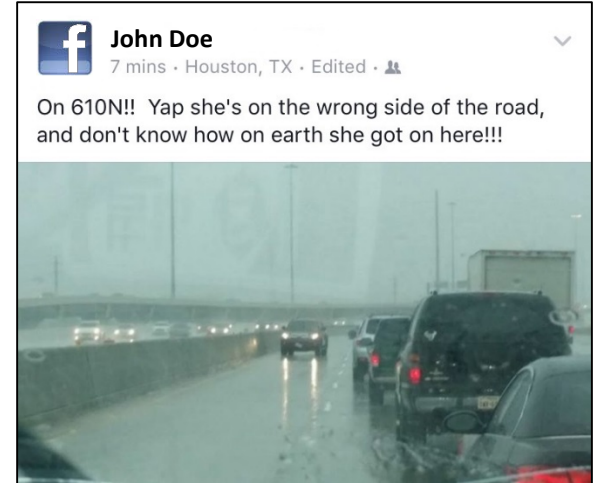 John Doe
7 mins · Houston, TX · Edited ·
On 610N!! Yap she's on the wrong side of the road,
and don't know how on earth she got on here!!!